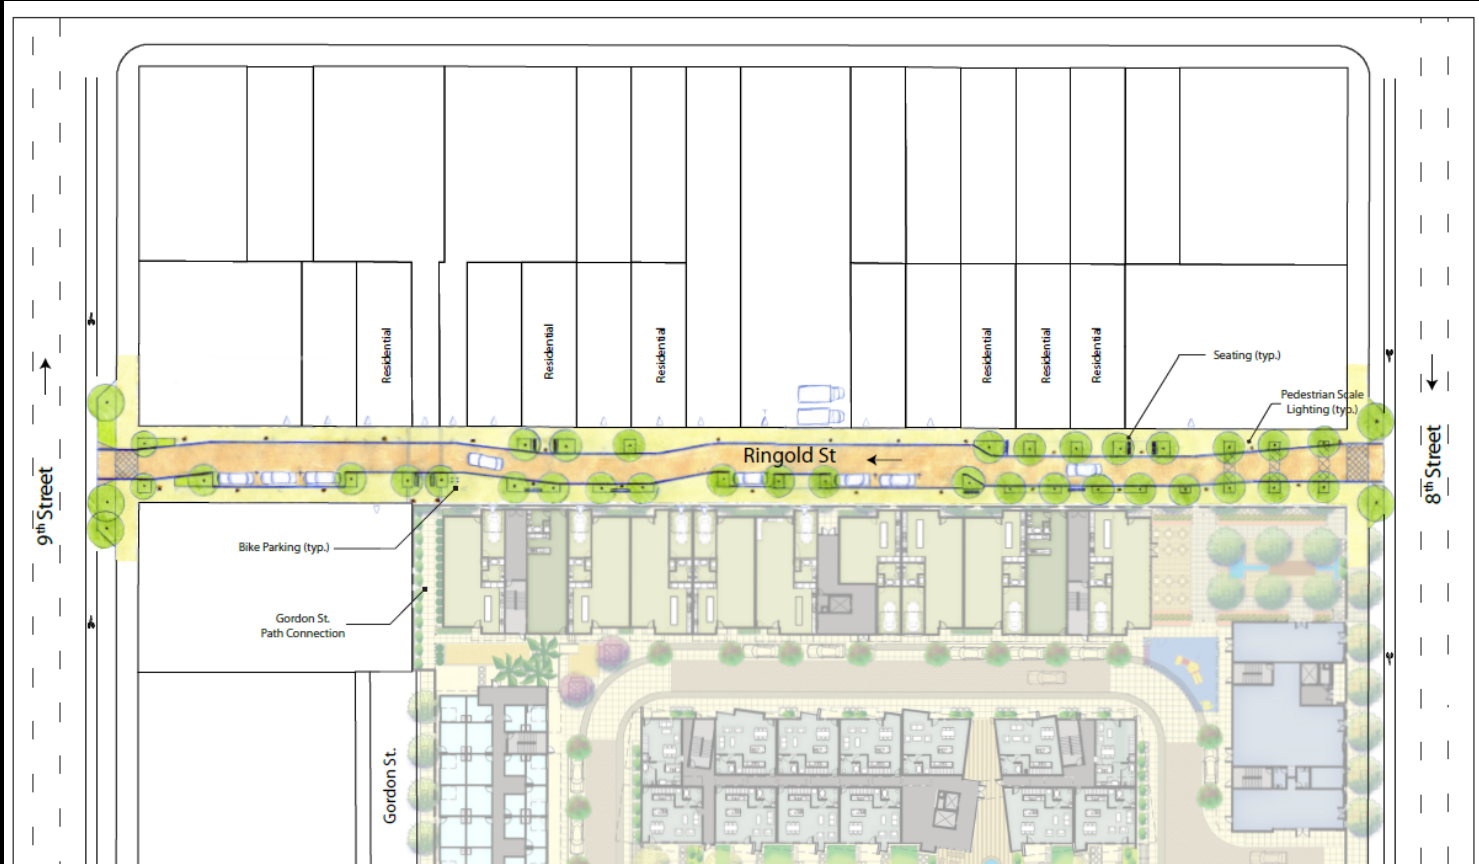 Residential
Residential
Residential
Residential
Residential
Residential
Seating (typ.)
Pedestrian Scale
Lighting (typ.)
Ringold St
9th Street
8th Street
Bike Parking (typ.)
Gordon St.
Path Connection
Gordon St.